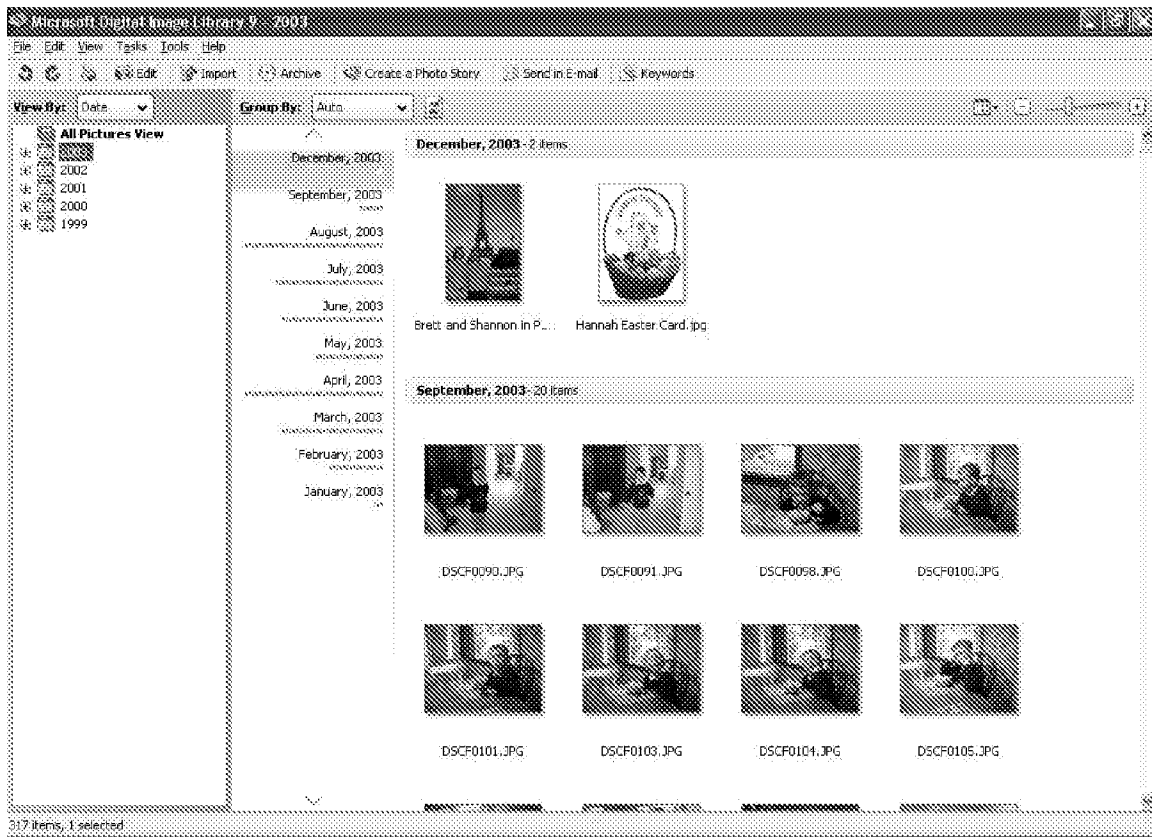 Microsoft Digital Image Library 9 - 2003
File Edit View Tasks Tools Help
Edit Import Archive Create a Photo Story Send in E-mail Keywords
View By: Date
Group By: Auto
All Pictures View
2002
2001
2000
1999
December, 2003
September, 2003
August, 2003
July, 2003
June, 2003
May, 2003
April, 2003
March, 2003
February, 2003
January, 2003
December, 2003 - 2 items
Brett and Shannon in P... Hannah Easter Card.jpg
September, 2003 - 20 items
DSCF0090.JPG DSCF0091.JPG DSCF0098.JPG DSCF0100.JPG
DSCF0101.JPG DSCF0103.JPG DSCF0104.JPG DSCF0105.JPG
317 items, 1 selected